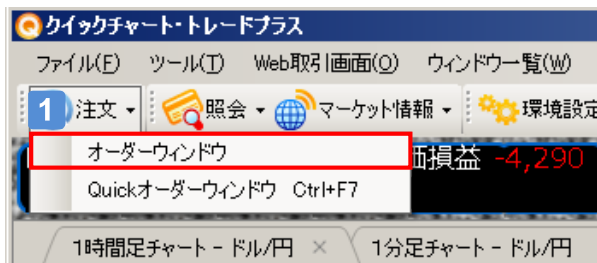 クイックチャート・トレードプラス
ファイル(F) ツール(T) Web取引画面(O) ウィンドウ一覧(W)
1 注文 照会 マーケット情報 環境設定
オーダーウィンドウ 価損益 -4,290
Quickオーダーウィンドウ Ctrl+F7
1時間足チャート - ドル/円 × 1分足チャート - ドル/円